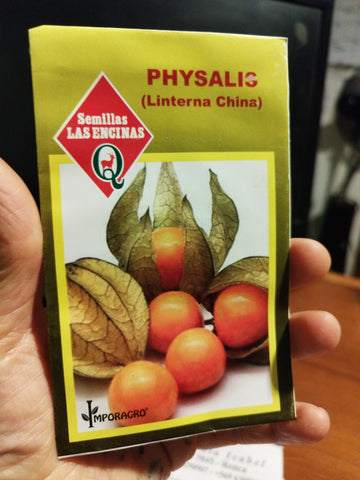 PHYSALIS
(Linterna China)
Semillas
LAS ENCINAS
Q
IMPORAGRO